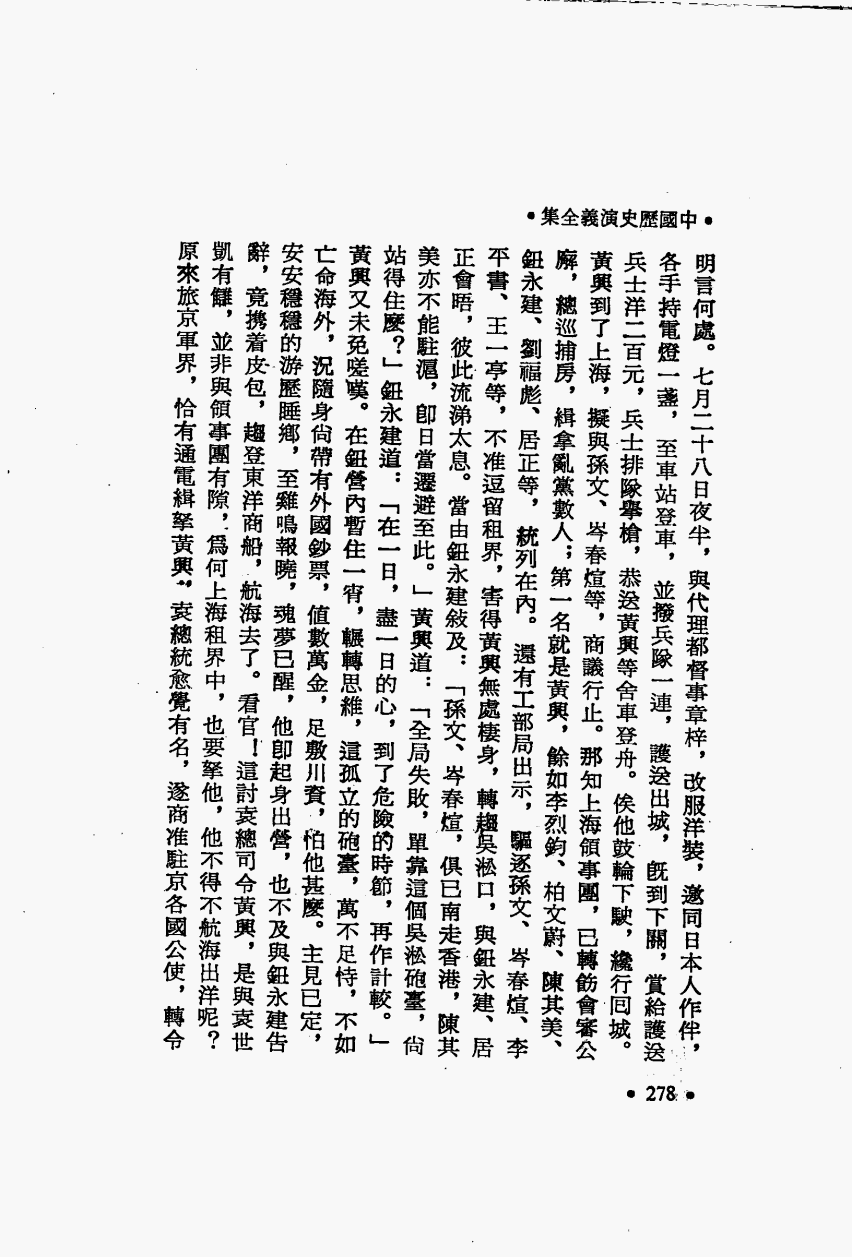 •中國歷史演義全集•
明言何處。七月二十八日夜半，與代理都督事章梓，改服洋裝，邀同日本人作伴，
各手持電燈一盞，至車站登車，並撥兵隊一連，護送出城，旣到下關，賞給護送
兵士洋二百元，兵士排隊舉槍，恭送黃興等舍車登舟。俟他鼓輪下駛，纔行回城。
黃興到了上海，擬與孫文、岑春煊等，商議行止。那知上海領事團，已轉飭會審公
廨，總巡捕房，緝拿亂黨數人；第一名就是黃興，餘如李烈鈞、柏文蔚、陳其美、
鈕永建、劉福彪、居正等，統列在內。還有工部局出示，驅逐孫文、岑春煊、李
平書、王一亭等，不准逗留租界，害得黃興無處棲身，轉趨吳淞口，與鈕永建、居
正會晤，彼此流涕太息。當由鈕永建敍及：「孫文、岑春煊，俱已南走香港，陳其
美亦不能駐滬，卽日當遷避至此。」黃興道：「全局失敗，單靠這個吳淞砲臺，尙
站得住麼？」鈕永建道：「在一日，盡一日的心，到了危險的時節，再作計較。」
黃興又未免嗟嘆。在鈕營內暫住一宵，輾轉思維，這孤立的砲臺，萬不足恃，不如
亡命海外，況隨身尙帶有外國鈔票，値數萬金，足敷川資，怕他甚麼。主見已定，
安安穩穩的游歷睡鄉，至雞鳴報曉，魂夢已醒，他卽起身出營，也不及與鈕永建告
辭，竟携着皮包，趨登東洋商船，航海去了。看官！這討袁總司令黃興，是與袁世
凱有讎，並非與領事團有隙，爲何上海租界中，也要拏他，他不得不航海出洋呢？
原來旅京軍界，恰有通電緝拏黃興，袁總統愈覺有名，遂商准駐京各國公使，轉令
•278•